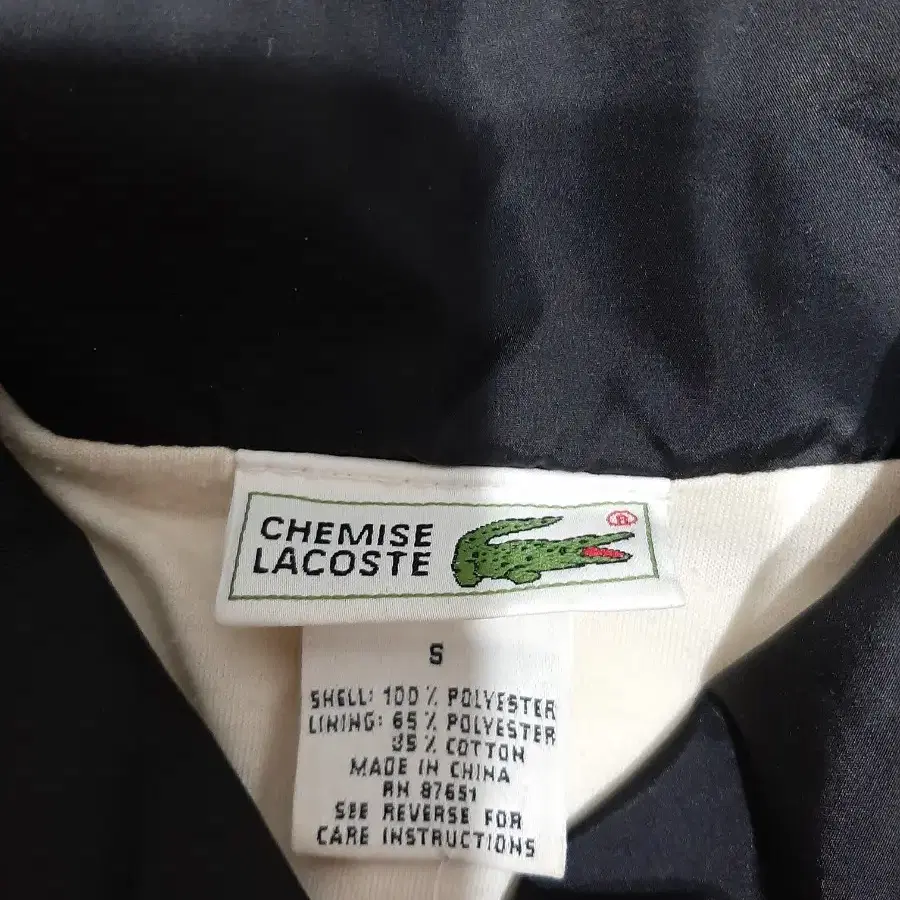 CHEMISE
LACOSTE
®
S
SHELL: 100% POLYESTER
LINING: 65% POLYESTER
35% COTTON
MADE IN CHINA
RN 87651
SEE REVERSE FOR
CARE INSTRUCTIONS